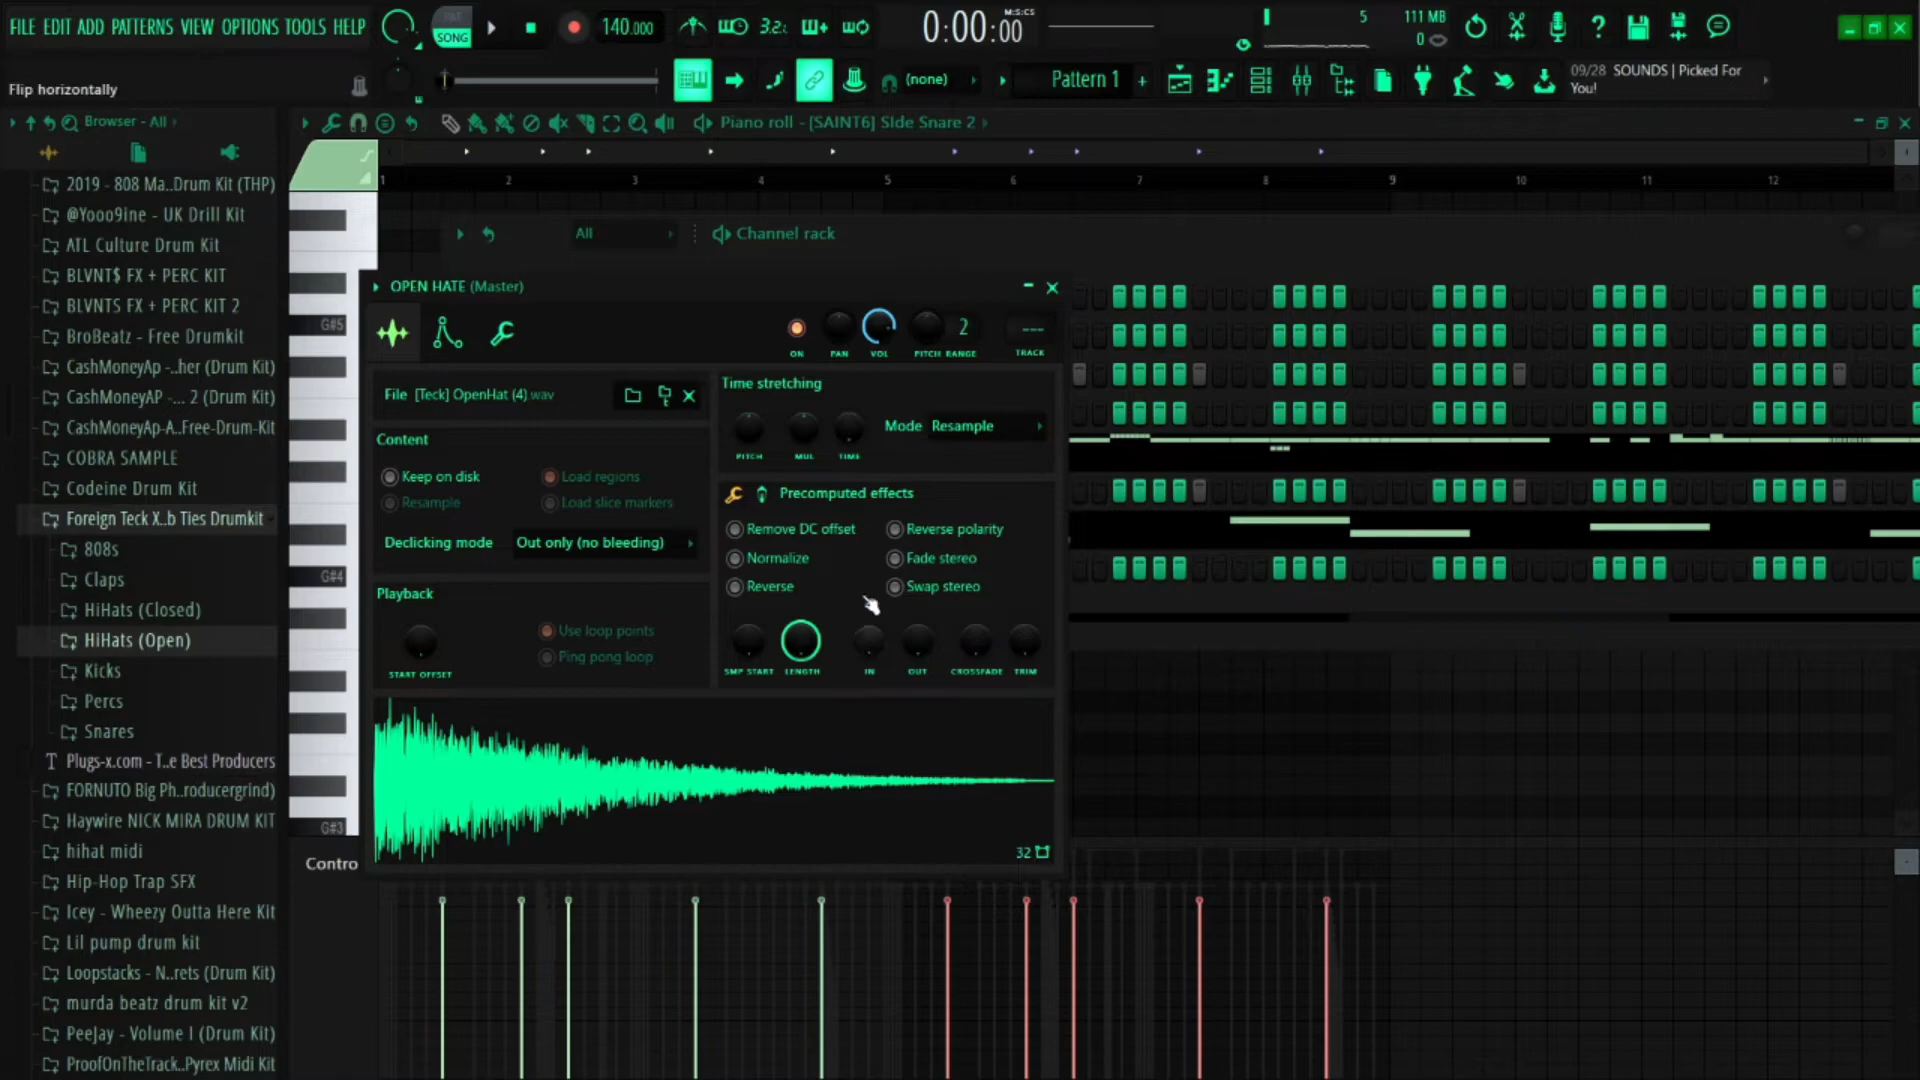 FILE EDIT ADD PATTERNS VIEW OPTIONS TOOLS HELP
PAT
SONG
140.000
3.2.
0:00:00
M:S:CS
5
111 MB
0
Flip horizontally
(none)
Pattern 1
+
09/28 SOUNDS | Picked For
You!
Browser - All
Piano roll - [SAINT6] SIde Snare 2
1 2 3 4 5 6 7 8 9 10 11 12
All
Channel rack
2019 - 808 Ma..Drum Kit (THP)
@Yooo9ine - UK Drill Kit
ATL Culture Drum Kit
BLVNT$ FX + PERC KIT
BLVNTS FX + PERC KIT 2
BroBeatz - Free Drumkit
CashMoneyAp -..her (Drum Kit)
CashMoneyAP -... 2 (Drum Kit)
CashMoneyAp-A..Free-Drum-Kit
COBRA SAMPLE
Codeine Drum Kit
Foreign Teck X..b Ties Drumkit
808s
Claps
HiHats (Closed)
HiHats (Open)
Kicks
Percs
Snares
Plugs-x.com - T..e Best Producers
FORNUTO Big Ph..roducergrind)
Haywire NICK MIRA DRUM KIT
hihat midi
Hip-Hop Trap SFX
Icey - Wheezy Outta Here Kit
Lil pump drum kit
Loopstacks - N..rets (Drum Kit)
murda beatz drum kit v2
PeeJay - Volume I (Drum Kit)
ProofOnTheTrack..Pyrex Midi Kit
G#5
G#4
G#3
Contro
OPEN HATE (Master)
2
---
ON PAN VOL PITCH RANGE TRACK
File [Teck] OpenHat (4).wav
Content
Keep on disk
Load regions
Resample
Load slice markers
Declicking mode Out only (no bleeding)
Playback
Use loop points
Ping pong loop
START OFFSET
Time stretching
Mode Resample
PITCH MUL TIME
Precomputed effects
Remove DC offset Reverse polarity
Normalize Fade stereo
Reverse Swap stereo
SMP START LENGTH IN OUT CROSSFADE TRIM
32